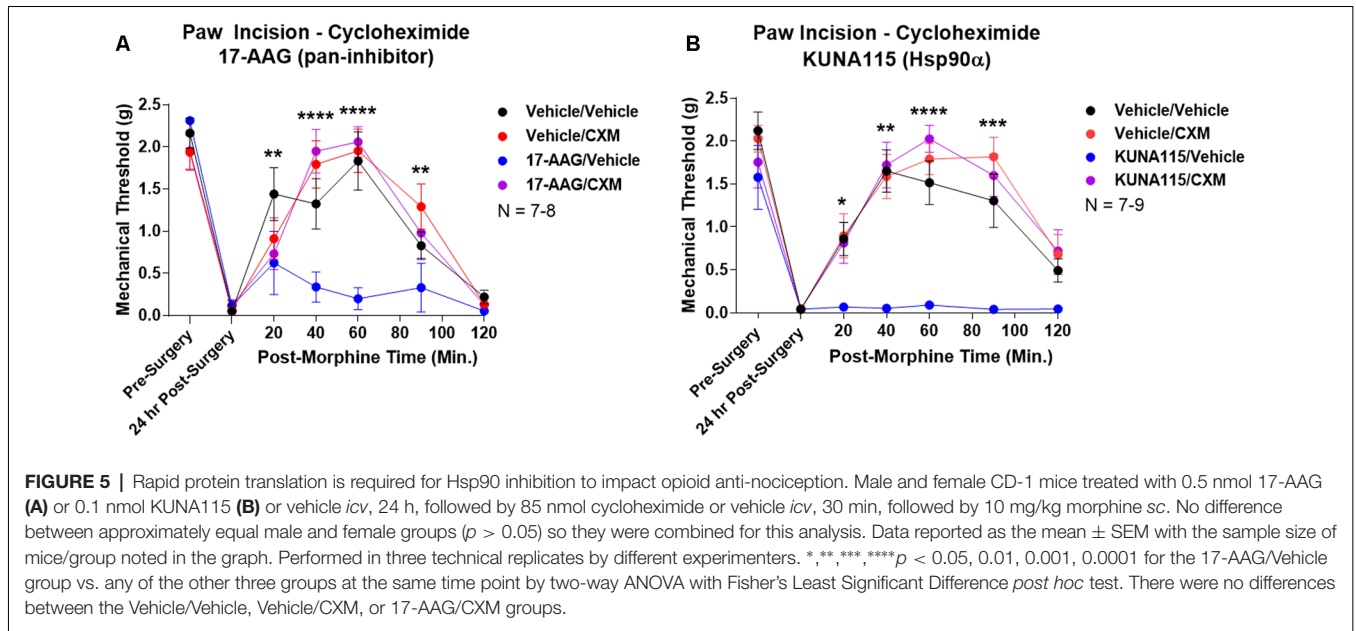 A
Paw Incision - Cycloheximide
17-AAG (pan-inhibitor)
Mechanical Threshold (g)
2.5
2.0
1.5
1.0
0.5
0.0
**
****
****
**
Vehicle/Vehicle
Vehicle/CXM
17-AAG/Vehicle
17-AAG/CXM
N = 7-8
Pre-Surgery
24 hr Post-Surgery
20 40 60 80 100 120
Post-Morphine Time (Min.)
B
Paw Incision - Cycloheximide
KUNA115 (Hsp90α)
Mechanical Threshold (g)
2.5
2.0
1.5
1.0
0.5
0.0
*
**
****
***
Vehicle/Vehicle
Vehicle/CXM
KUNA115/Vehicle
KUNA115/CXM
N = 7-9
Pre-Surgery
24 hr Post-Surgery
20 40 60 80 100 120
Post-Morphine Time (Min.)
FIGURE 5 | Rapid protein translation is required for Hsp90 inhibition to impact opioid anti-nociception. Male and female CD-1 mice treated with 0.5 nmol 17-AAG
(A) or 0.1 nmol KUNA115 (B) or vehicle icv, 24 h, followed by 85 nmol cycloheximide or vehicle icv, 30 min, followed by 10 mg/kg morphine sc. No difference
between approximately equal male and female groups (p > 0.05) so they were combined for this analysis. Data reported as the mean ± SEM with the sample size of
mice/group noted in the graph. Performed in three technical replicates by different experimenters. *,**,***,****p < 0.05, 0.01, 0.001, 0.0001 for the 17-AAG/Vehicle
group vs. any of the other three groups at the same time point by two-way ANOVA with Fisher's Least Significant Difference post hoc test. There were no differences
between the Vehicle/Vehicle, Vehicle/CXM, or 17-AAG/CXM groups.